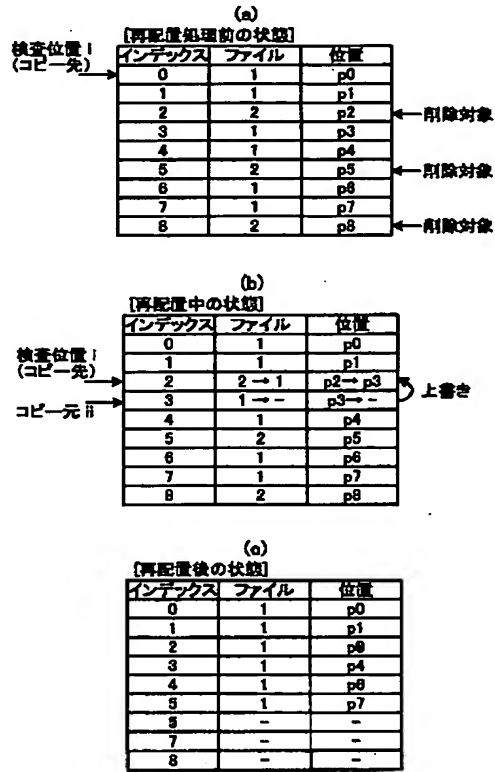 (a)
[再配置処理前の状態]
検査位置 i
(コピー先)
インデックス ファイル 位置
0 1 p0
1 1 p1
2 2 p2 削除対象
3 1 p3
4 1 p4
5 2 p5 削除対象
6 1 p6
7 1 p7
8 2 p8 削除対象
(b)
[再配置中の状態]
インデックス ファイル 位置
0 1 p0
検査位置 i
(コピー先)
1 1 p1
2 2→1 p2→p3
上書き
コピー元 ii
3 1→- p3→-
4 1 p4
5 2 p5
6 1 p6
7 1 p7
8 2 p8
(c)
[再配置後の状態]
インデックス ファイル 位置
0 1 p0
1 1 p1
2 1 p3
3 1 p4
4 1 p6
5 1 p7
6 - -
7 - -
8 - -